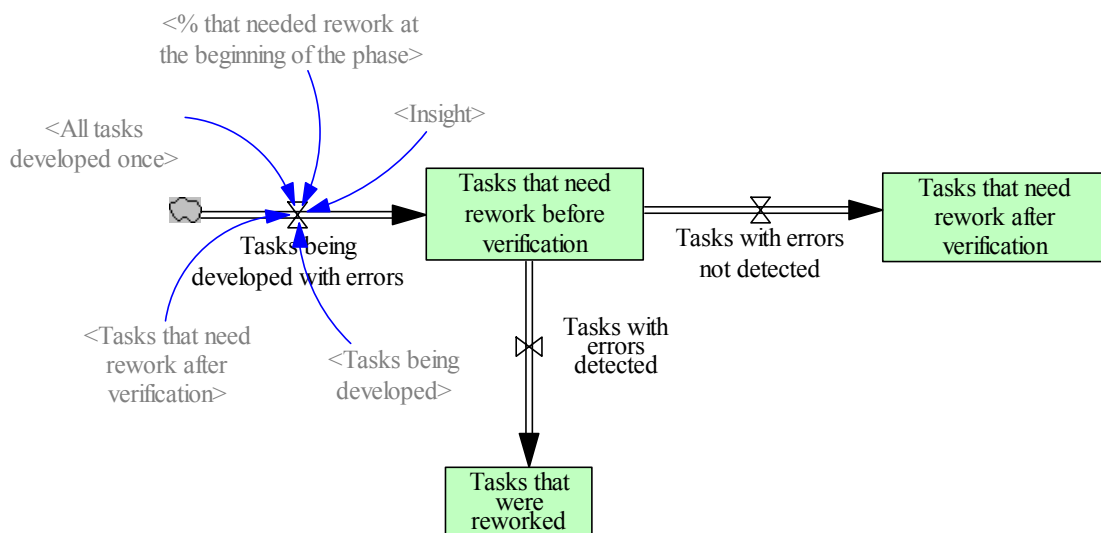 <% that needed rework at
the beginning of the phase>
<Insight>
<All tasks
developed once>
Tasks that need
rework before
verification
Tasks that need
rework after
verification
Tasks being
developed with errors
Tasks with errors
not detected
<Tasks that need
rework after
verification>
<Tasks being
developed>
Tasks with
errors
detected
Tasks that
were
reworked